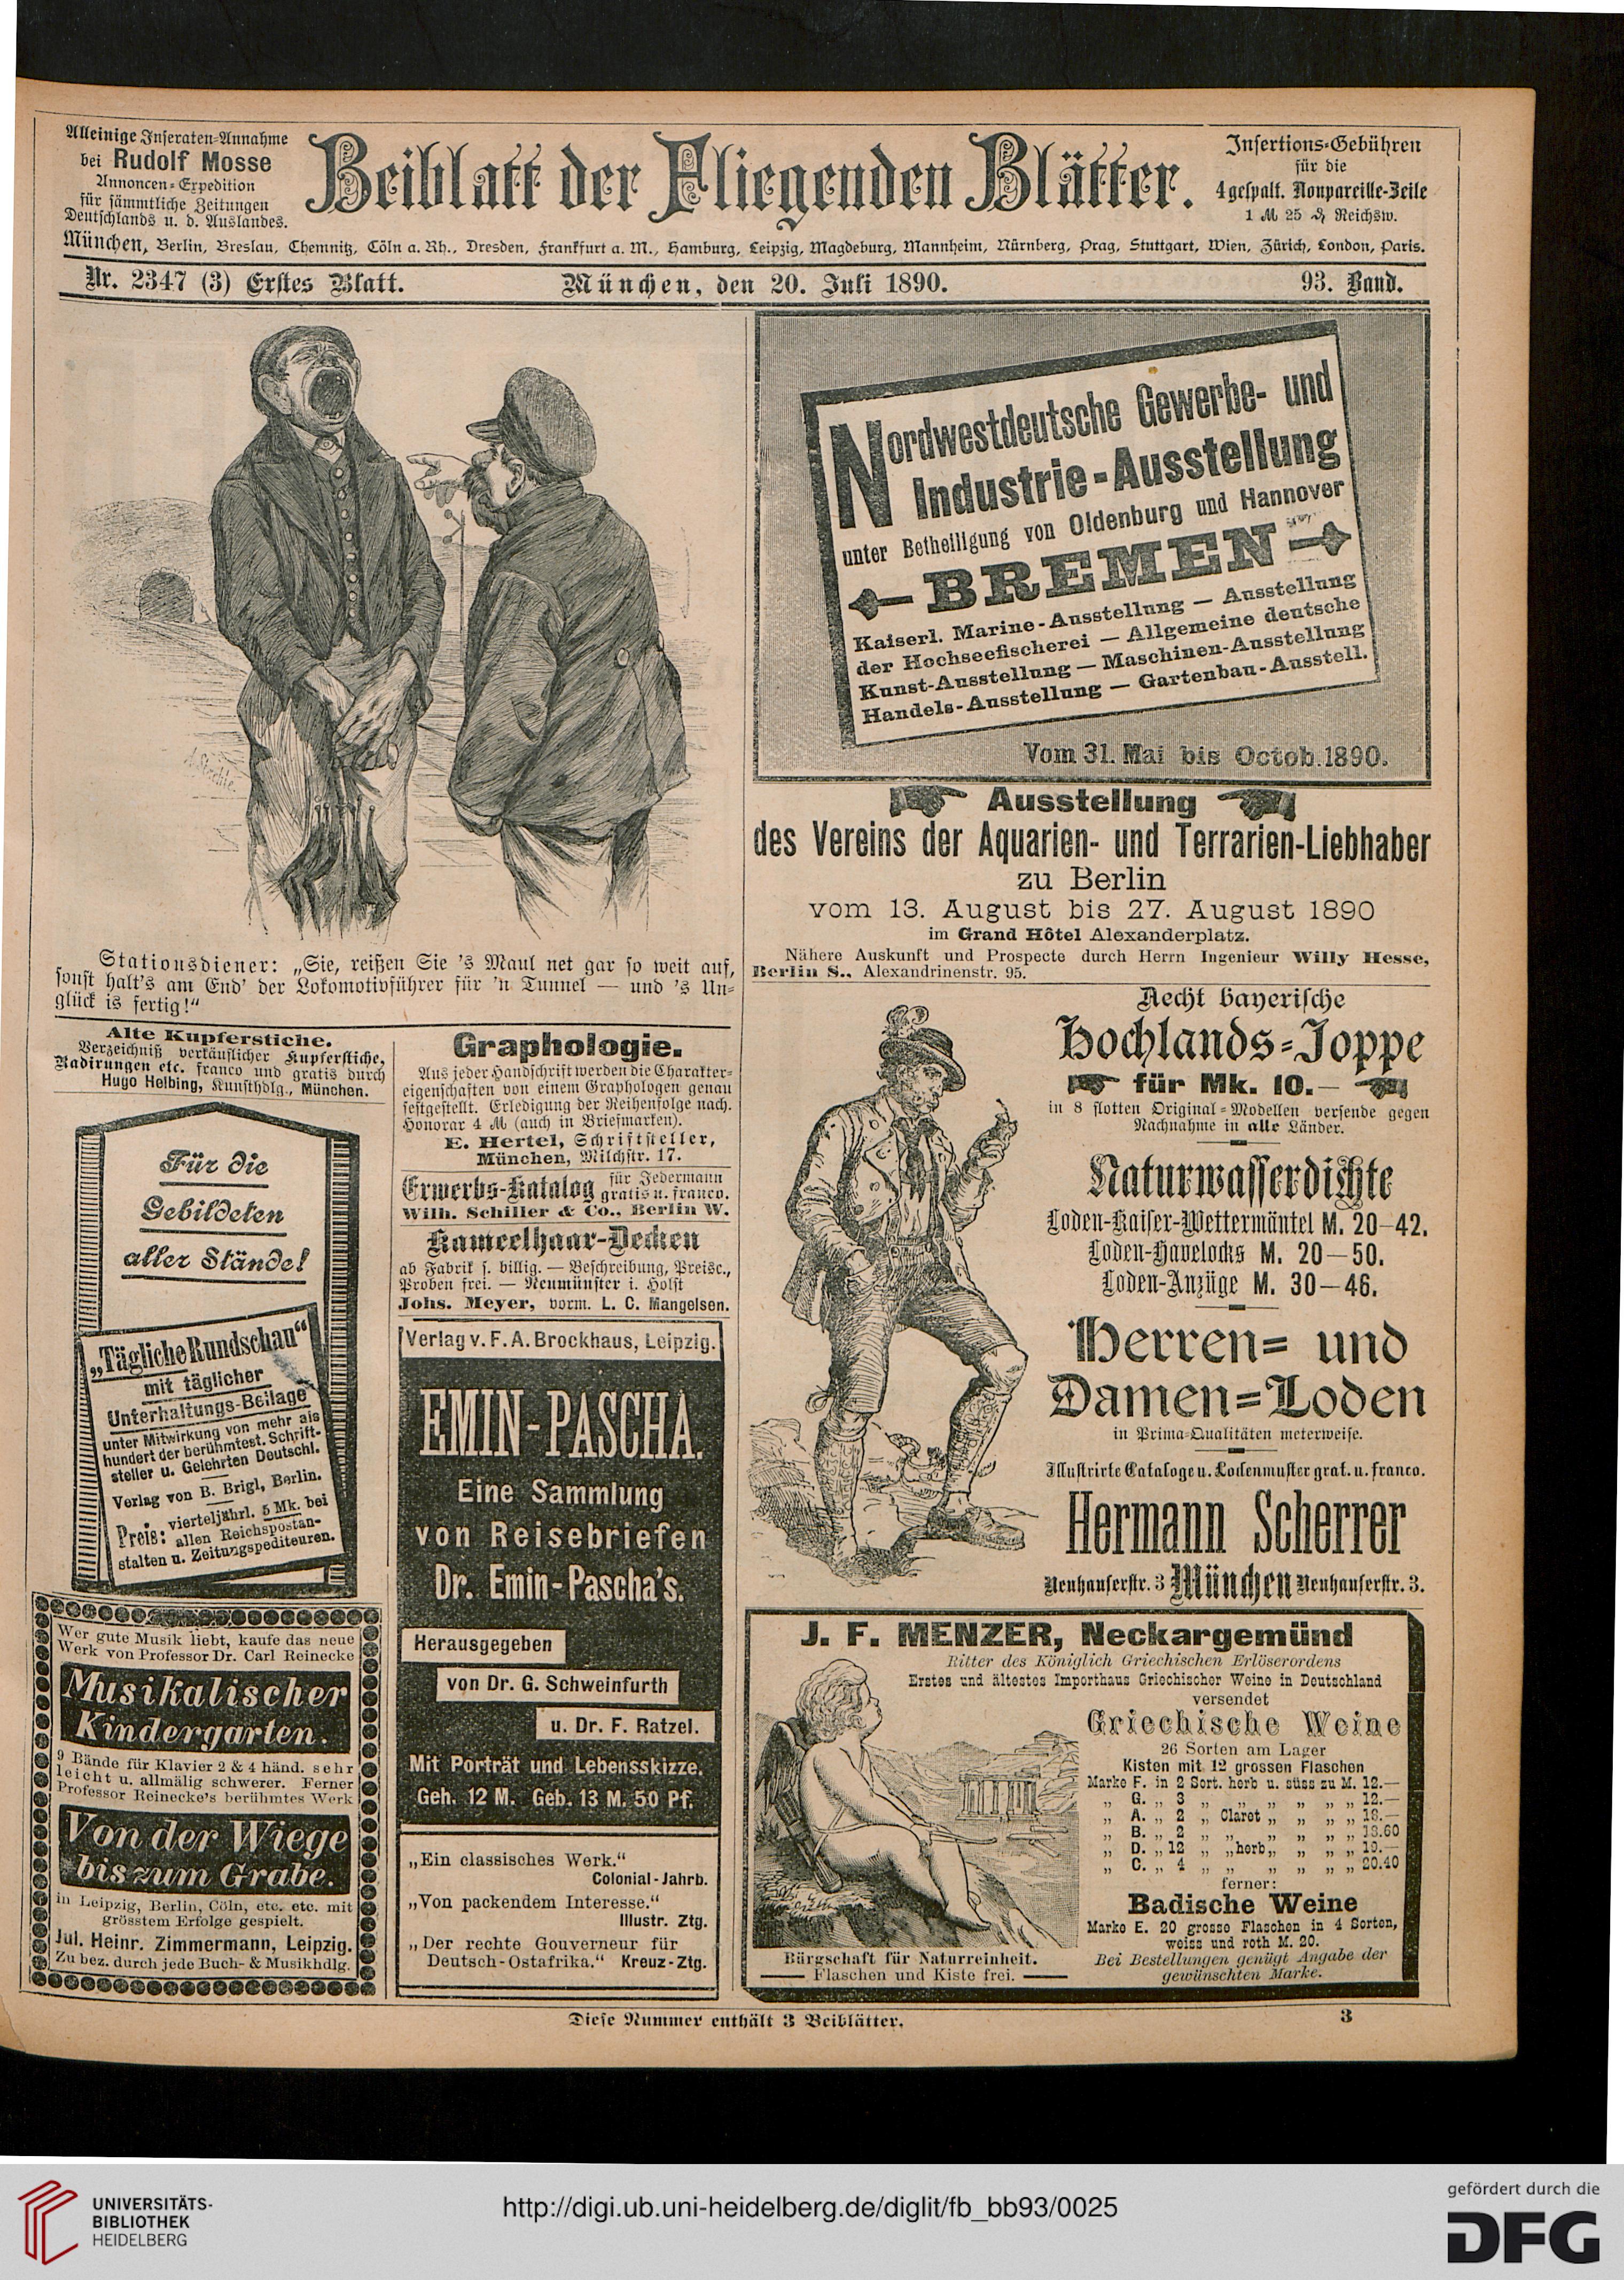 Alleinige Inseraten-Annahme
bei Rudolf Mosse
Annoncen-Expedition
für sämmtliche Zeitungen
Deutschlands u. d. Auslandes.
Beiblatt der Fliegenden Blätter.
Insertions-Gebühren
für die
4 gespalt. Nonpareille-Zeile
1 ℳ 25 ₰ Reichsw.
München, Berlin, Breslau, Chemnitz, Cöln a. Rh., Dresden, Frankfurt a. M., Hamburg, Leipzig, Magdeburg, Mannheim, Nürnberg, Prag, Stuttgart, Wien, Zürich, London, Paris.
Nr. 2347 (3) Erstes Blatt. München, den 20. Juli 1890. 93. Band.
Stationsdiener: „Sie, reißen Sie 's Maul net gar so weit auf,
sonst halt's am End' der Lokomotivführer für 'n Tunnel — und 's Un-
glück is fertig!“
Alte Kupferstiche.
Verzeichniß verkäuflicher Kupferstiche,
Radirungen etc. franco und gratis durch
Hugo Helbing, Kunsthdlg., München.
Für die
Gebildeten
aller Stände!
„Tägliche Rundschau“
mit täglicher
Unterhaltungs-Beilage
unter Mitwirkung von mehr als
hundert der berühmtest. Schrift-
steller u. Gelehrten Deutschl.
Verlag von B. Brigl, Berlin.
Preis: vierteljährl. 5 Mk. bei
allen Reichspostan-
stalten u. Zeitungspediteuren.
Wer gute Musik liebt, kaufe das neue
Werk von Professor Dr. Carl Reinecke
Musikalischer
Kindergarten.
9 Bände für Klavier 2 & 4 händ. sehr
leicht u. allmälig schwerer. Ferner
Professor Reinecke's berühmtes Werk
Von der Wiege
bis zum Grabe.
in Leipzig, Berlin, Cöln, etc. etc. mit
grösstem Erfolge gespielt.
Jul. Heinr. Zimmermann, Leipzig.
Zu bez. durch jede Buch- & Musikhdlg.
Graphologie.
Aus jeder Handschrift werden die Charakter-
eigenschaften von einem Graphologen genau
festgestellt. Erledigung der Reihenfolge nach.
Honorar 4 ℳ (auch in Briefmarken).
E. Hertel, Schriftsteller,
München, Milchstr. 17.
Erwerbs-Katalog für Jedermann
gratis u. franco.
Wilh. Schiller & Co., Berlin W.
Kameelhaar-Decken
ab Fabrik s. billig. — Beschreibung, Preisc.,
Proben frei. — Neumünster i. Holst
Johs. Meyer, vorm. L. C. Mangelsen.
Verlag v. F. A. Brockhaus, Leipzig.
EMIN-PASCHA.
Eine Sammlung
von Reisebriefen
Dr. Emin-Pascha's.
Herausgegeben
von Dr. G. Schweinfurth
u. Dr. F. Ratzel.
Mit Porträt und Lebensskizze.
Geh. 12 M. Geb. 13 M. 50 Pf.
„Ein classisches Werk.“
Colonial-Jahrb.
„Von packendem Interesse.“
Illustr. Ztg.
„Der rechte Gouverneur für
Deutsch-Ostafrika.“ Kreuz-Ztg.
Nordwestdeutsche Gewerbe- und
Industrie-Ausstellung
unter Betheiligung von Oldenburg und Hannover
BREMEN
Kaiserl. Marine-Ausstellung — Ausstellung
der Hochseefischerei — Allgemeine deutsche
Kunst-Ausstellung — Maschinen-Ausstellung
Handels-Ausstellung — Gartenbau-Ausstell.
Vom 31. Mai bis Octob. 1890.
Ausstellung
des Vereins der Aquarien- und Terrarien-Liebhaber
zu Berlin
vom 13. August bis 27. August 1890
im Grand Hôtel Alexanderplatz.
Nähere Auskunft und Prospecte durch Herrn Ingenieur Willy Hesse,
Berlin S., Alexandrinenstr. 95.
Aecht bayerische
Hochlands-Joppe
für Mk. 10.—
in 8 flotten Original-Modellen versende gegen
Nachnahme in alle Länder.
Naturwasserdichte
Loden-Kaiser-Wettermäntel M. 20—42.
Loden-Havelocks M. 20—50.
Loden-Anzüge M. 30—46.
Herren- und
Damen-Loden
in Prima-Qualitäten meterweise.
Illustrirte Cataloge u. Lodenmuster grat. u. franco.
Hermann Scherrer
Neuhauserstr. 3 München Neuhauserstr. 3.
J. F. MENZER, Neckargemünd
Ritter des Königlich Griechischen Erlöserordens
Erstes und ältestes Importhaus Griechischer Weine in Deutschland
versendet
Griechische Weine
26 Sorten am Lager
Kisten mit 12 grossen Flaschen
Marke F. in 2 Sort. herb u. süss zu M. 12.—
„ G. „ 3 „ „ „ „ „ „ 12.—
„ A. „ 2 „ Claret „ „ „ „ 18.—
„ B. „ 2 „ „ „ „ „ „ 18.60
„ D. „ 12 „ „ herb „ „ „ „ 19.—
„ C. „ 4 „ „ „ „ „ „ 20.40
ferner:
Badische Weine
Marke E. 20 grosse Flaschen in 4 Sorten,
weiss und roth M. 20.
Bei Bestellungen genügt Angabe der
gewünschten Marke.
Bürgschaft für Naturreinheit.
Flaschen und Kiste frei.
Diese Nummer enthält 3 Beiblätter.
3
UNIVERSITÄTS-
BIBLIOTHEK
HEIDELBERG
http://digi.ub.uni-heidelberg.de/diglit/fb_bb93/0025
gefördert durch die
DFG